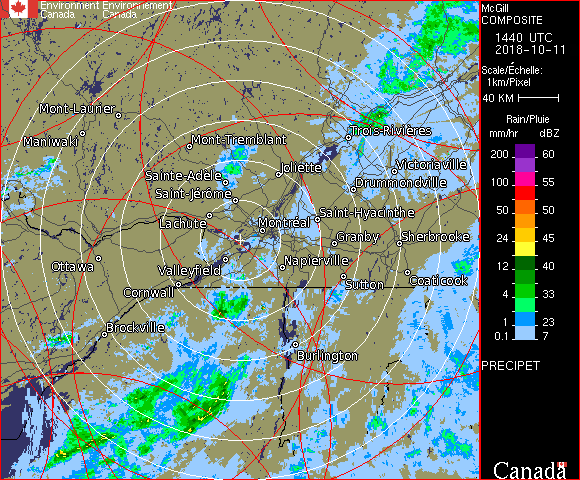 Environment Environnement
Canada Canada
McGill
COMPOSITE
1440 UTC
2018-10-11
Scale/Échelle:
1km/Pixel
40 KM
Rain/Pluie
mm/hr dBZ
200 60
100 55
50 50
24 45
12 40
4 33
1 23
0.1 7
PRECIPET
Canada
Mont-Laurier
Maniwaki
Mont-Tremblant
Trois-Rivières
Sainte-Adèle
Joliette
Victoriaville
Saint-Jérôme
Drummondville
Lachute
Montréal
Saint-Hyacinthe
Granby
Sherbrooke
Ottawa
Valleyfield
Napierville
Cornwall
Sutton
Coaticook
Brockville
Burlington